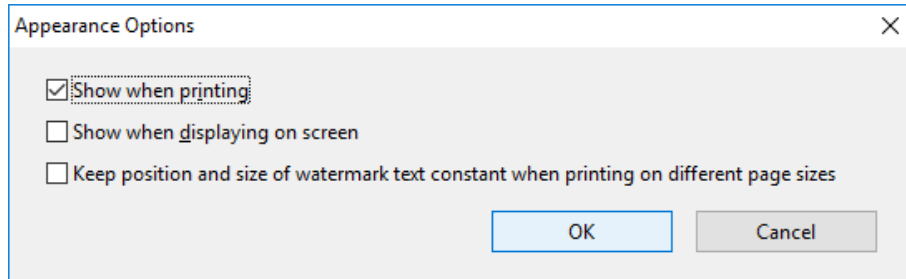 Appearance Options
Show when printing
Show when displaying on screen
Keep position and size of watermark text constant when printing on different page sizes
OK Cancel